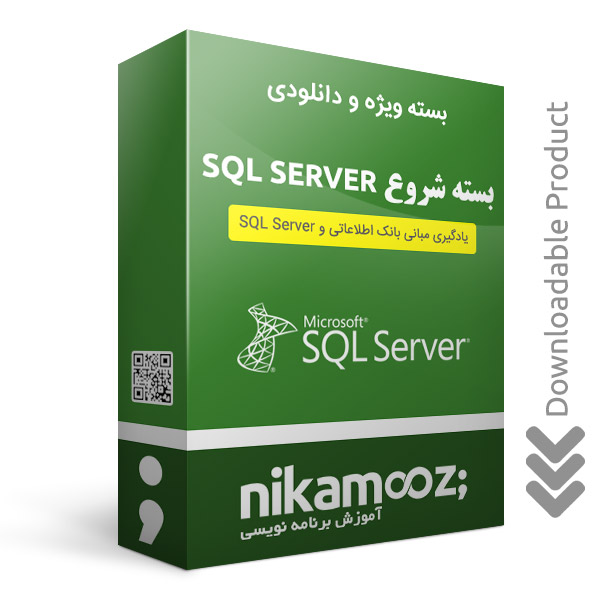 بسته ویژه و دانلودی
بسته شروع SQL SERVER
یادگیری مبانی بانک اطلاعاتی و SQL Server
Microsoft®
SQL Server®
nikamooz;
آموزش برنامه نویسی
Downloadable Product